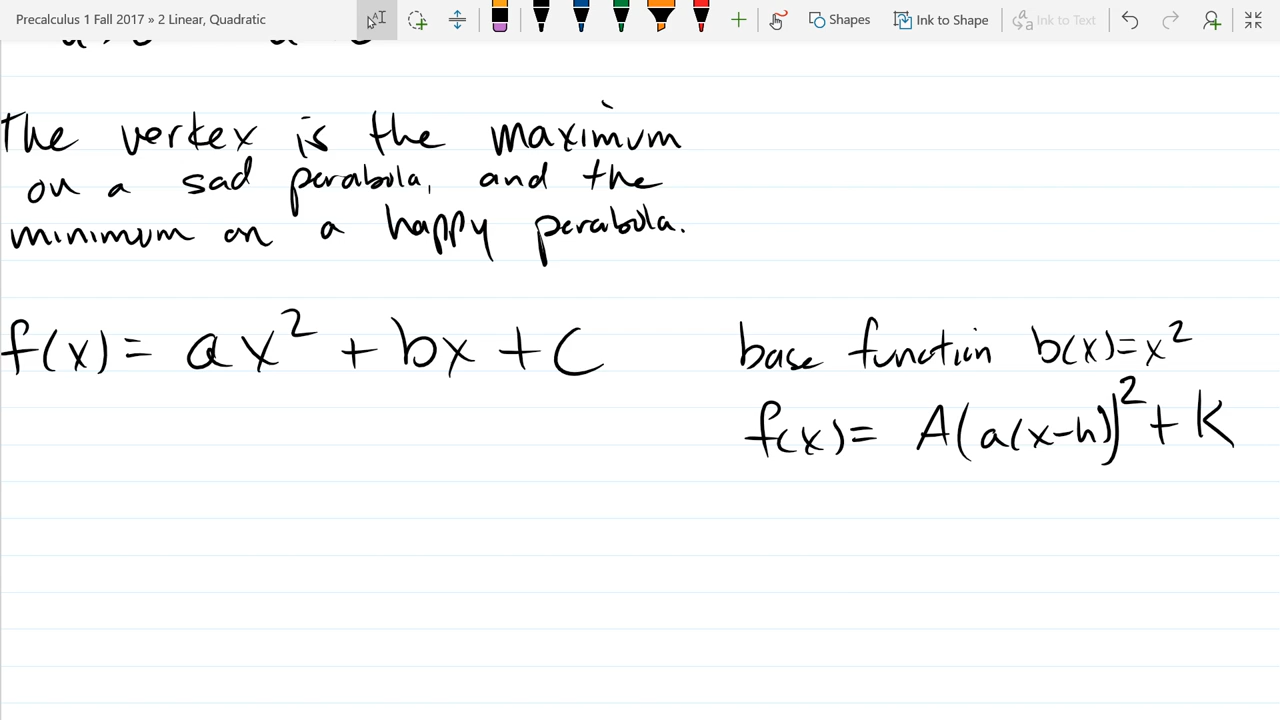 Precalculus 1 Fall 2017 » 2 Linear, Quadratic
Shapes
Ink to Shape
Ink to Text
The vertex is the maximum
on a sad parabola, and the
minimum on a happy parabola.
f(x) = ax² + bx + c
base function b(x)=x²
f(x)= A(a(x-h))² + k